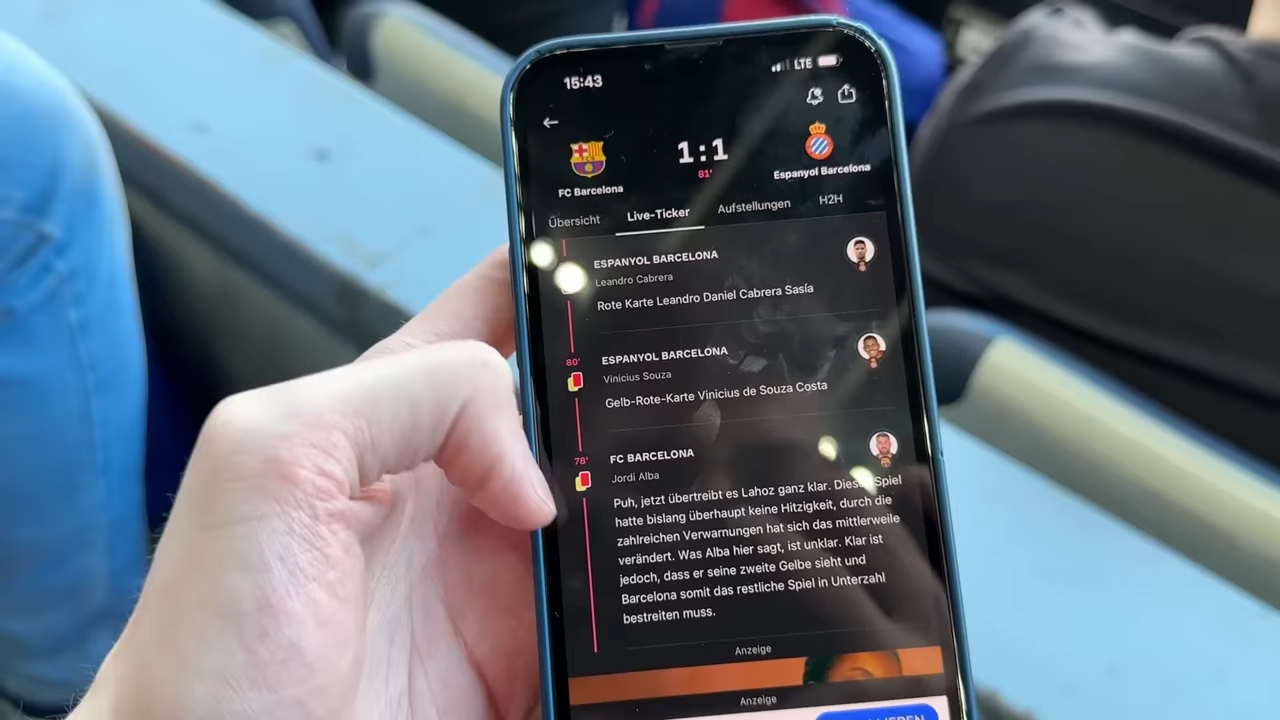 15:43
LTE
1:1
81'
FC Barcelona
Espanyol Barcelona
Übersicht
Live-Ticker
Aufstellungen
H2H
ESPANYOL BARCELONA
Leandro Cabrera
Rote Karte Leandro Daniel Cabrera Sasía
80'
ESPANYOL BARCELONA
Vinicius Souza
Gelb-Rote-Karte Vinicius de Souza Costa
78'
FC BARCELONA
Jordi Alba
Puh, jetzt übertreibt es Lahoz ganz klar. Dieses Spiel
hatte bislang überhaupt keine Hitzigkeit, durch die
zahlreichen Verwarnungen hat sich das mittlerweile
verändert. Was Alba hier sagt, ist unklar. Klar ist
jedoch, dass er seine zweite Gelbe sieht und
Barcelona somit das restliche Spiel in Unterzahl
bestreiten muss.
Anzeige
Anzeige